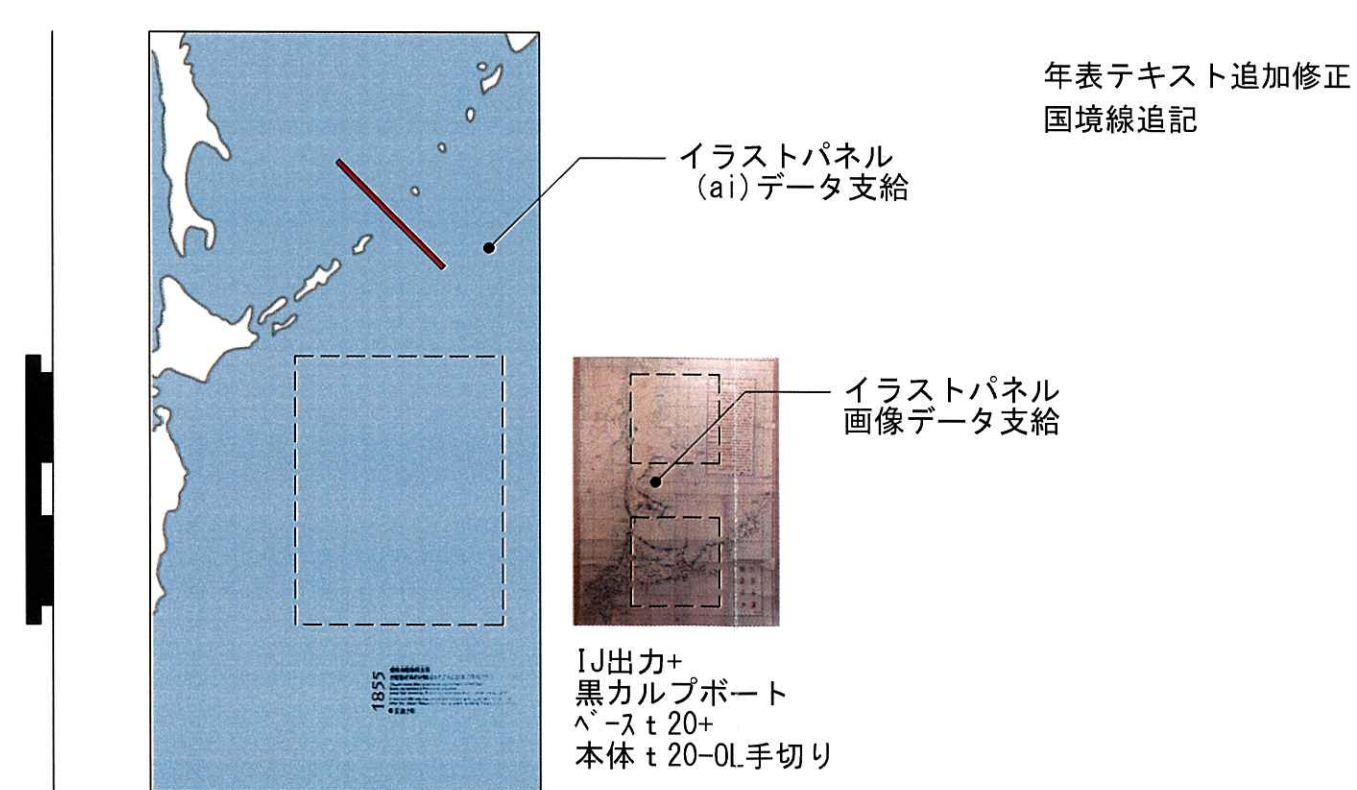 年表テキスト追加修正
国境線追記
イラストパネル
(ai)データ支給
イラストパネル
画像データ支給
IJ出力+
黒カルプボート
ﾍﾞｰｽt20+
本体t20-OL手切り
1855